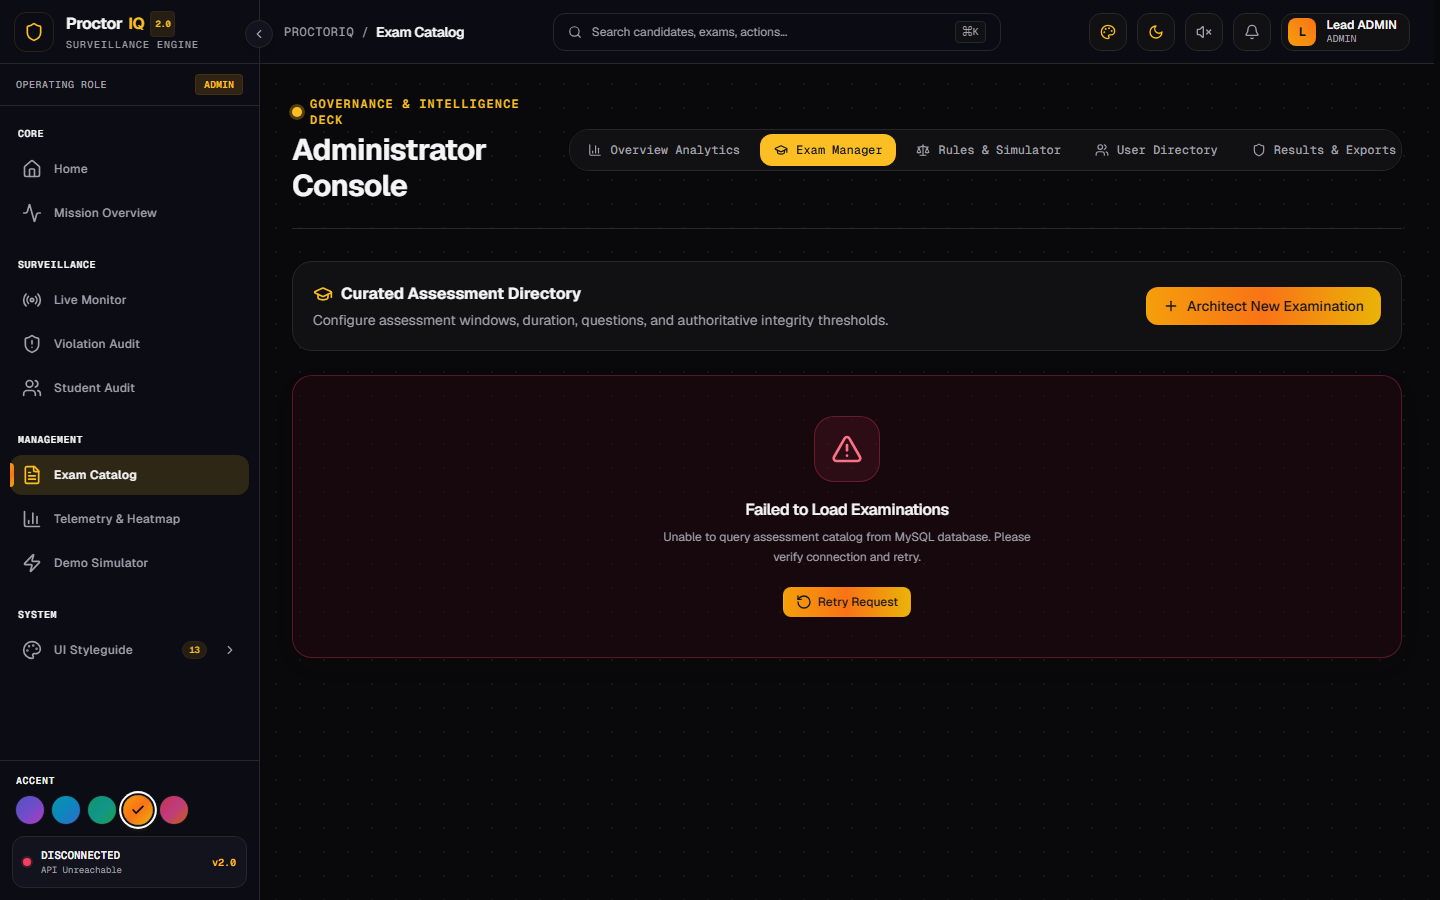 Proctor IQ 2.0
SURVEILLANCE ENGINE
PROCTORIQ / Exam Catalog
Search candidates, exams, actions...
⌘K
L
Lead ADMIN
ADMIN
OPERATING ROLE
ADMIN
CORE
Home
Mission Overview
SURVEILLANCE
Live Monitor
Violation Audit
Student Audit
MANAGEMENT
Exam Catalog
Telemetry & Heatmap
Demo Simulator
SYSTEM
UI Styleguide
13
ACCENT
DISCONNECTED
API Unreachable
v2.0
GOVERNANCE & INTELLIGENCE
DECK
Administrator
Console
Overview Analytics
Exam Manager
Rules & Simulator
User Directory
Results & Exports
Curated Assessment Directory
Configure assessment windows, duration, questions, and authoritative integrity thresholds.
Architect New Examination
Failed to Load Examinations
Unable to query assessment catalog from MySQL database. Please
verify connection and retry.
Retry Request